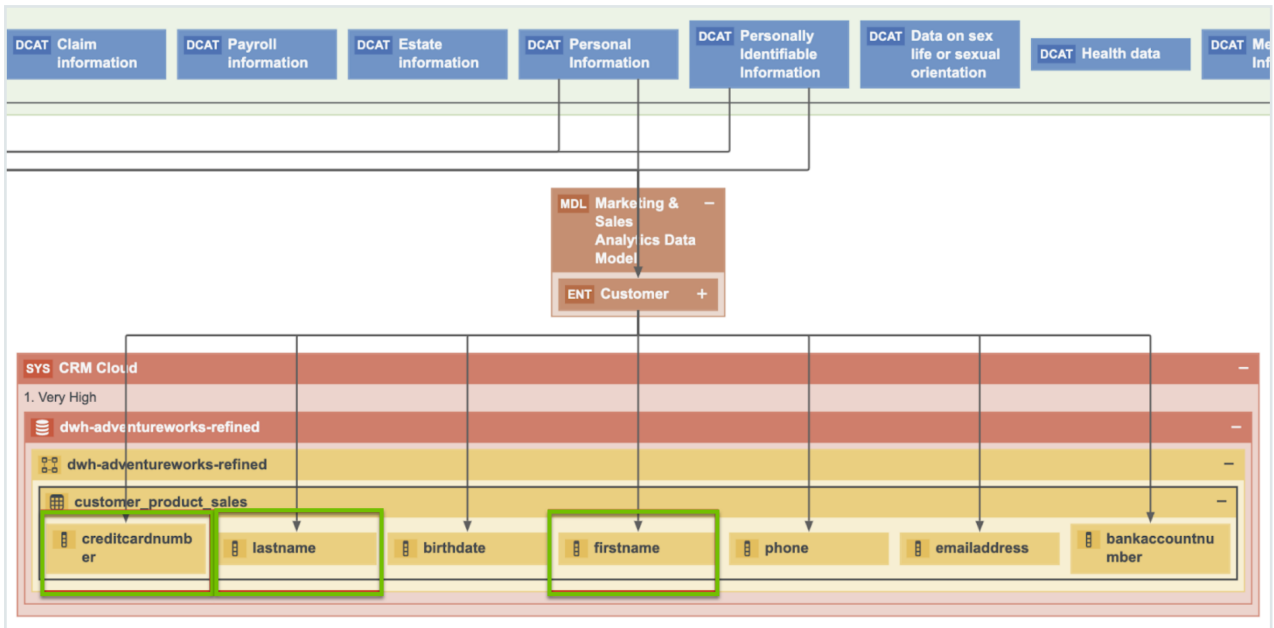 DCAT Claim information
DCAT Payroll information
DCAT Estate information
DCAT Personal Information
DCAT Personally Identifiable Information
DCAT Data on sex life or sexual orientation
DCAT Health data
DCAT
MDL Marketing & Sales Analytics Data Model
ENT Customer +
SYS CRM Cloud
1. Very High
dwh-adventureworks-refined
dwh-adventureworks-refined
customer_product_sales
creditcardnumb
er
lastname
birthdate
firstname
phone
emailaddress
bankaccountnu
mber